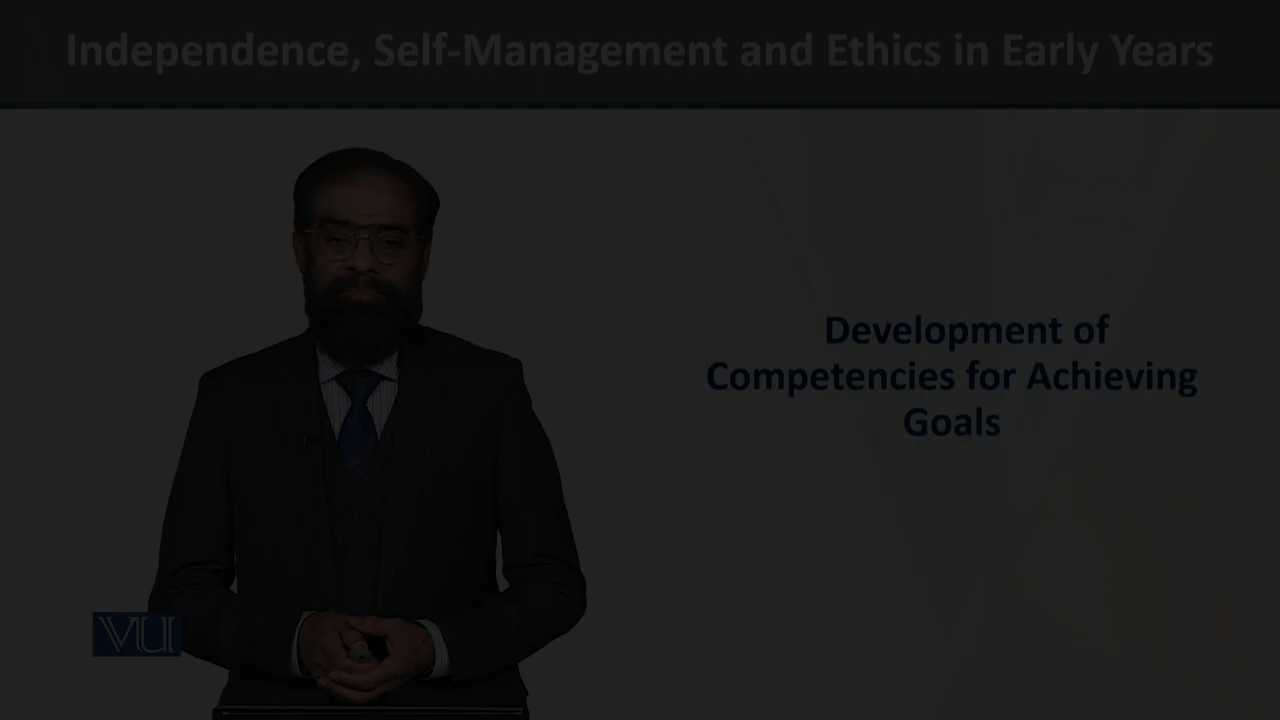 Independence, Self-Management and Ethics in Early Years
Development of
Competencies for Achieving
Goals
VU